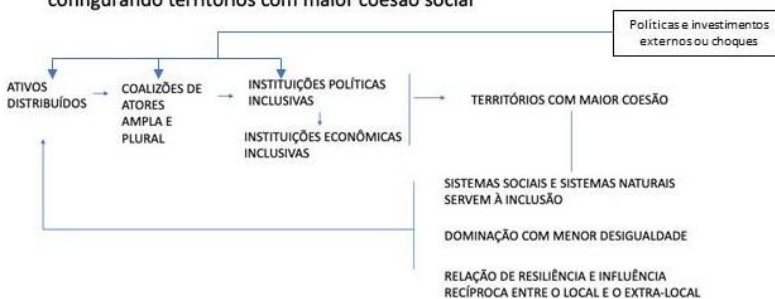 configurando territórios com maior coesão social
Políticas e investimentos
externos ou choques
ATIVOS
DISTRIBUÍDOS
COALIZÕES DE
ATORES
AMPLA E
PLURAL
INSTITUIÇÕES POLÍTICAS
INCLUSIVAS
INSTITUIÇÕES ECONÔMICAS
INCLUSIVAS
TERRITÓRIOS COM MAIOR COESÃO
SISTEMAS SOCIAIS E SISTEMAS NATURAIS
SERVEM À INCLUSÃO
DOMINAÇÃO COM MENOR DESIGUALDADE
RELAÇÃO DE RESILIÊNCIA E INFLUÊNCIA
RECÍPROCA ENTRE O LOCAL E O EXTRA-LOCAL